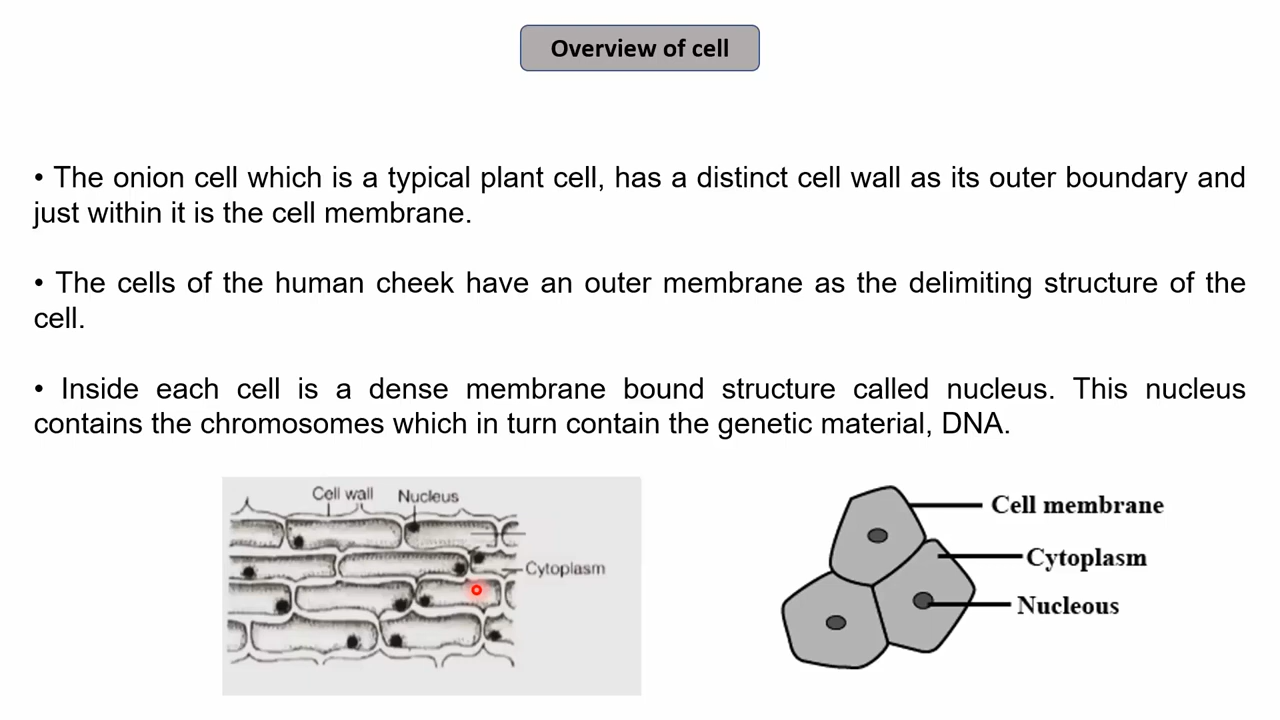 Overview of cell
• The onion cell which is a typical plant cell, has a distinct cell wall as its outer boundary and
just within it is the cell membrane.
• The cells of the human cheek have an outer membrane as the delimiting structure of the
cell.
• Inside each cell is a dense membrane bound structure called nucleus. This nucleus
contains the chromosomes which in turn contain the genetic material, DNA.
Cell wall
Nucleus
Cytoplasm
Cell membrane
Cytoplasm
Nucleous